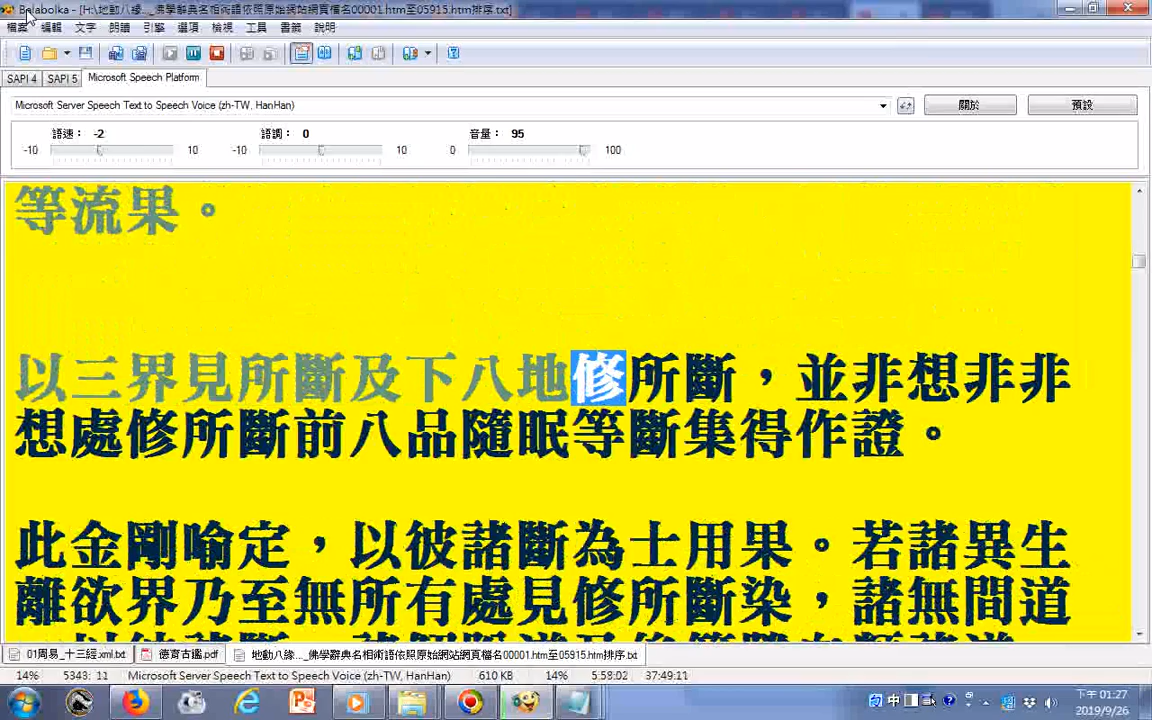 Balabolka - [H:\地動八緣..._佛學辭典名相術語依照原始網站網頁檔名00001.htm至05915.htm排序.txt]
檔案 編輯 文字 朗讀 引擎 選項 檢視 工具 書籤 說明
SAPI 4 SAPI 5 Microsoft Speech Platform
Microsoft Server Speech Text to Speech Voice (zh-TW, HanHan) 關於 預設
語速： -2 語調： 0 音量： 95
-10 10 -10 10 0 100
等流果。
以三界見所斷及下八地修所斷，並非想非非
想處修所斷前八品隨眠等斷集得作證。
此金剛喻定，以彼諸斷為士用果。若諸異生
離欲界乃至無所有處見修所斷染，諸無間道
01周易_十三經.xml.txt 德育古鑑.pdf 地動八緣..._佛學辭典名相術語依照原始網站網頁檔名00001.htm至05915.htm排序.txt
14% 5343: 11 Microsoft Server Speech Text to Speech Voice (zh-TW, HanHan) 610 KB 14% 5:58:02 37:49:11
中 下午 01:27
2019/9/26